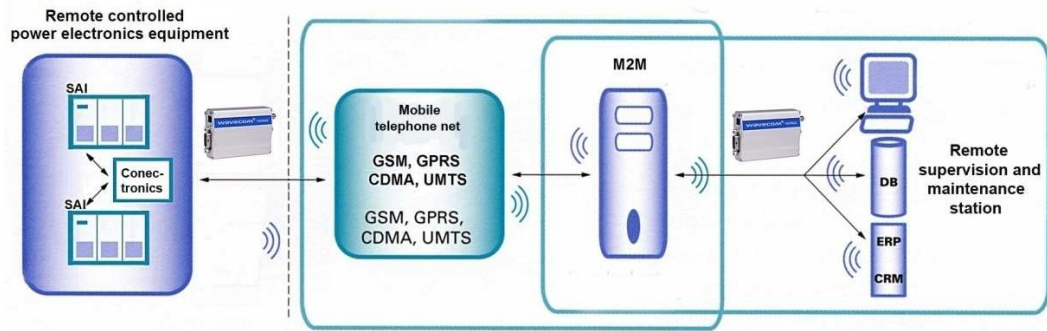 Remote controlled
power electronics equipment
SAI
Conec-
tronics
SAI
WAVECOM
Mobile
telephone net
GSM, GPRS
CDMA, UMTS
GSM, GPRS,
CDMA, UMTS
M2M
WAVECOM
DB
ERP
CRM
Remote
supervision and
maintenance
station